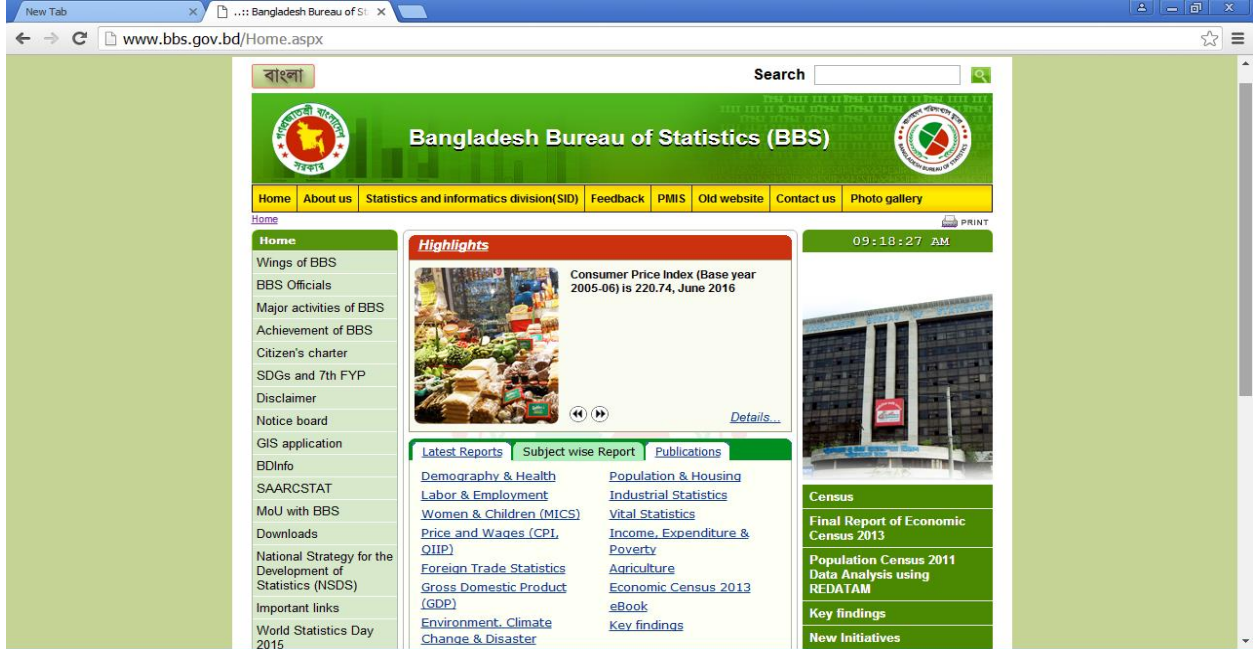 New Tab
..:: Bangladesh Bureau of St
www.bbs.gov.bd/Home.aspx
বাংলা
Search
Bangladesh Bureau of Statistics (BBS)
Home About us Statistics and informatics division(SID) Feedback PMIS Old website Contact us Photo gallery
Home
PRINT
Home
Wings of BBS
BBS Officials
Major activities of BBS
Achievement of BBS
Citizen's charter
SDGs and 7th FYP
Disclaimer
Notice board
GIS application
BDInfo
SAARCSTAT
MoU with BBS
Downloads
National Strategy for the
Development of
Statistics (NSDS)
Important links
World Statistics Day
2015
Highlights
Consumer Price Index (Base year
2005-06) is 220.74, June 2016
Details...
Latest Reports Subject wise Report Publications
Demography & Health
Labor & Employment
Women & Children (MICS)
Price and Wages (CPI,
QIIP)
Foreign Trade Statistics
Gross Domestic Product
(GDP)
Environment, Climate
Change & Disaster
Population & Housing
Industrial Statistics
Vital Statistics
Income, Expenditure &
Poverty
Agriculture
Economic Census 2013
eBook
Key findings
09:18:27 AM
Census
Final Report of Economic
Census 2013
Population Census 2011
Data Analysis using
REDATAM
Key findings
New Initiatives